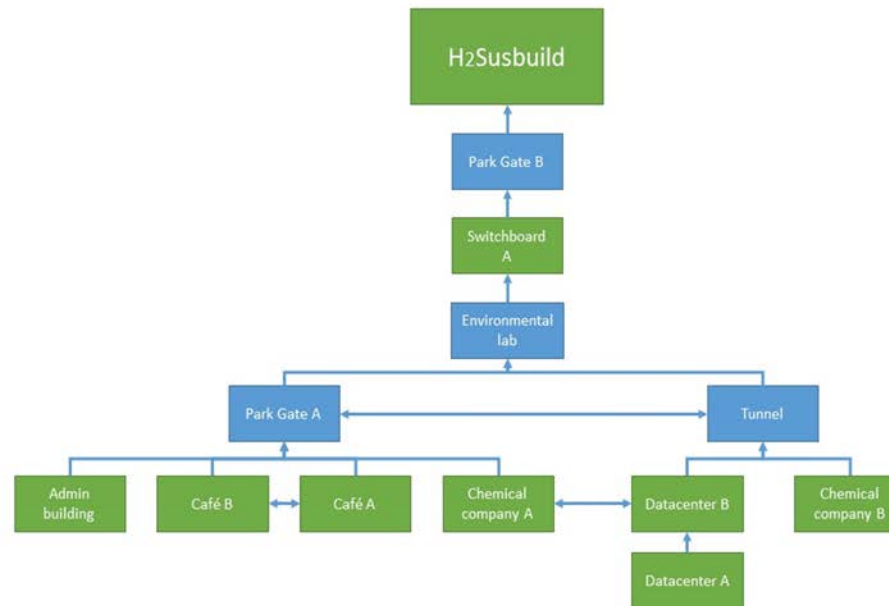 H2Susbuild
Park Gate B
Switchboard
A
Environmental
lab
Park Gate A
Tunnel
Admin
building
Café B
Café A
Chemical
company A
Datacenter B
Chemical
company B
Datacenter A